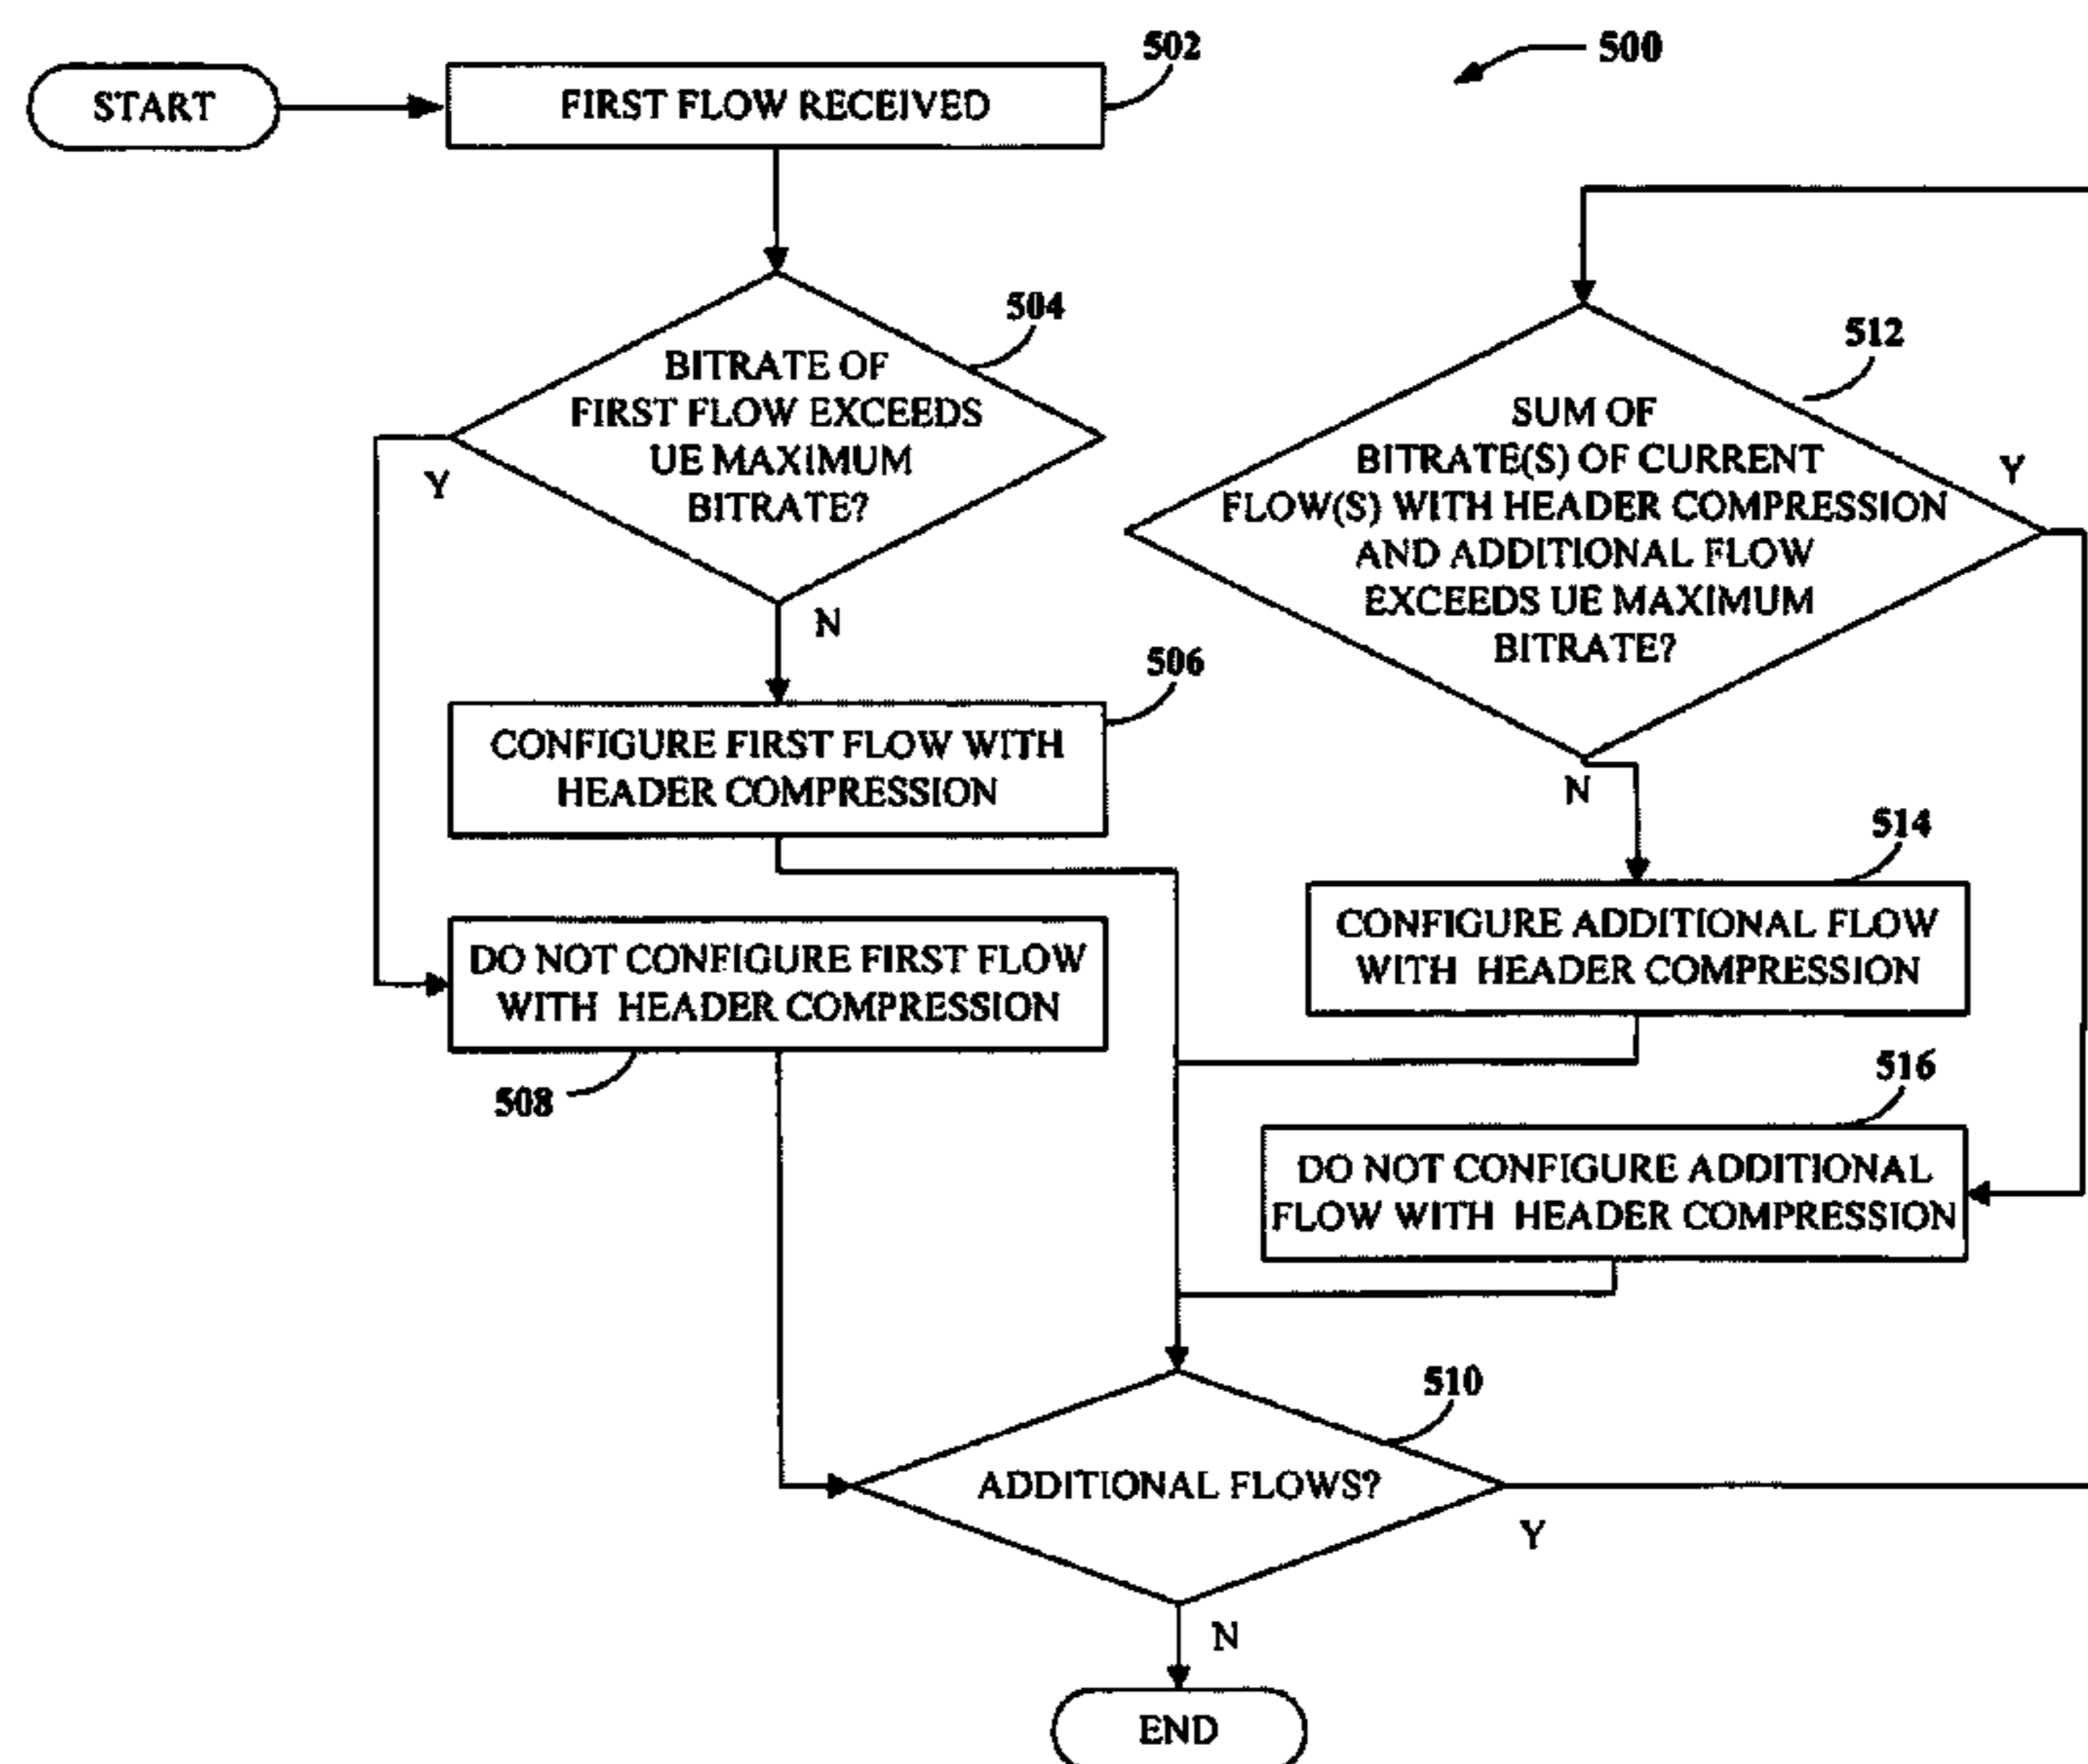 500
START
502
FIRST FLOW RECEIVED
504
BITRATE OF
FIRST FLOW EXCEEDS
UE MAXIMUM
BITRATE?
Y
N
506
CONFIGURE FIRST FLOW WITH
HEADER COMPRESSION
DO NOT CONFIGURE FIRST FLOW
WITH HEADER COMPRESSION
508
512
SUM OF
BITRATE(S) OF CURRENT
FLOW(S) WITH HEADER COMPRESSION
AND ADDITIONAL FLOW
EXCEEDS UE MAXIMUM
BITRATE?
Y
N
514
CONFIGURE ADDITIONAL FLOW
WITH HEADER COMPRESSION
516
DO NOT CONFIGURE ADDITIONAL
FLOW WITH HEADER COMPRESSION
510
ADDITIONAL FLOWS?
Y
N
END